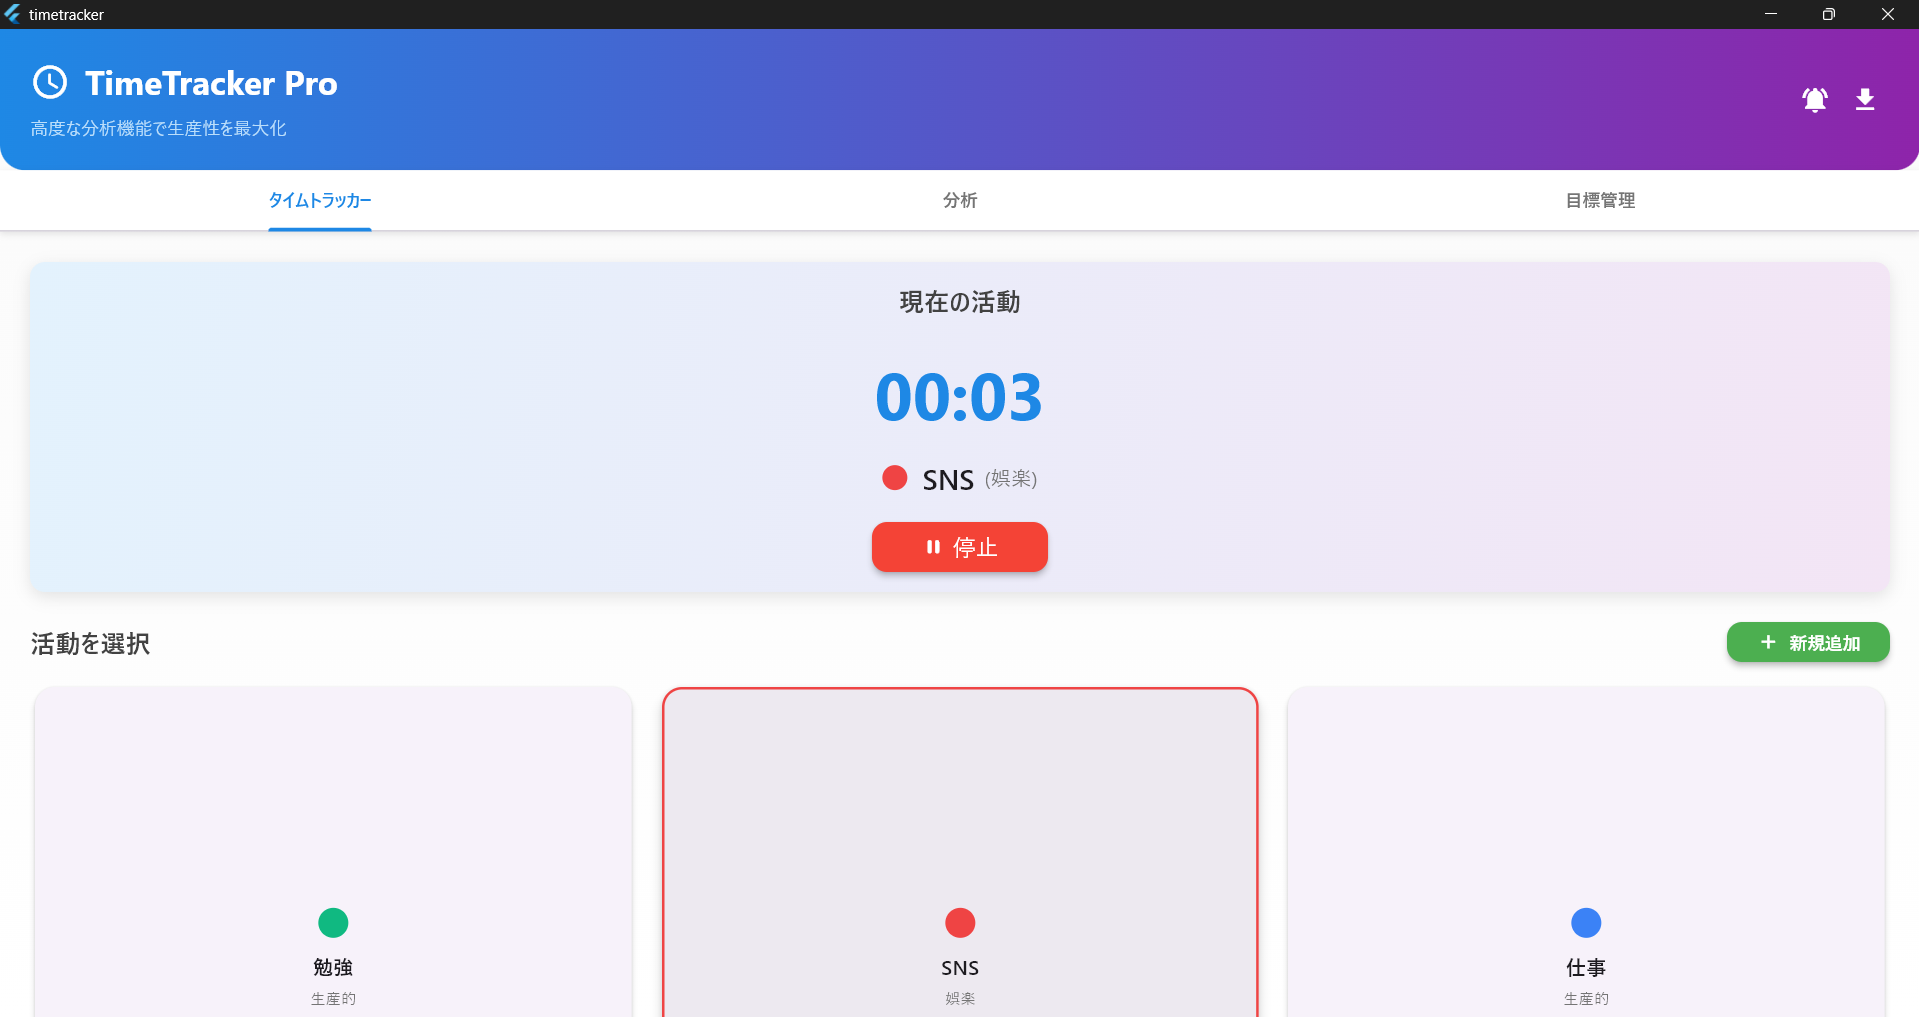 timetracker
TimeTracker Pro
高度な分析機能で生産性を最大化
タイムトラッカー
分析
目標管理
現在の活動
00:03
SNS (娯楽)
停止
活動を選択
新規追加
勉強
生産的
SNS
娯楽
仕事
生産的